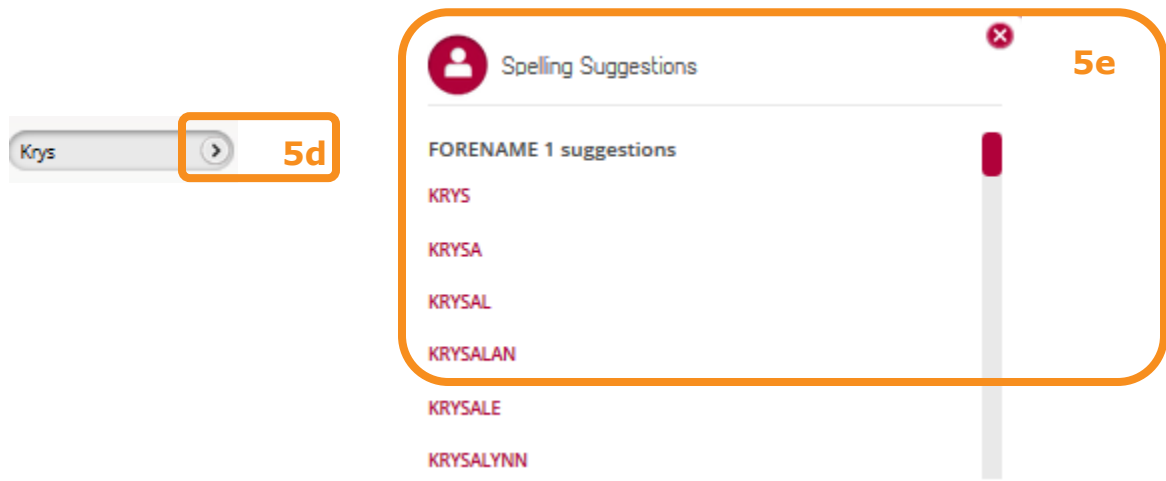 Krys
5d
Spelling Suggestions
5e
FORENAME 1 suggestions
KRYS
KRYSA
KRYSAL
KRYSALAN
KRYSALE
KRYSALYNN